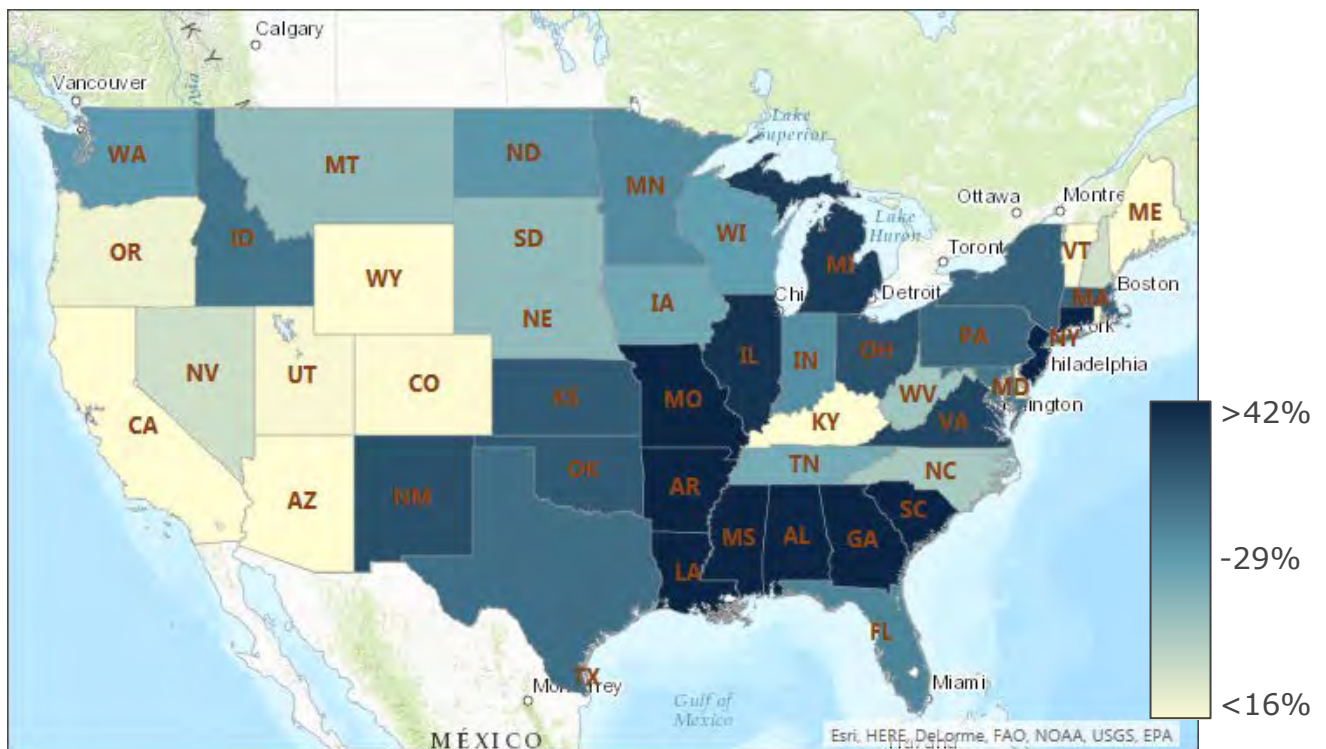 Calgary
Vancouver
Lake
Superior
WA
MT
ND
MN
Ottawa
Montre
ME
OR
ID
SD
WI
Lake
Huron
VT
WY
MI
Toront
Boston
Chi
Detroit
MA
NE
IA
NY
ork
NV
UT
CO
IL
IN
OH
PA
hiladelphia
KS
MO
WV
MD
ington
CA
KY
VA
>42%
AZ
NM
OK
AR
TN
NC
SC
MS
AL
GA
-29%
LA
FL
TX
Miami
Gulf of
Mexico
<16%
MÉXICO
Esri, HERE, DeLorme, FAO, NOAA, USGS, EPA